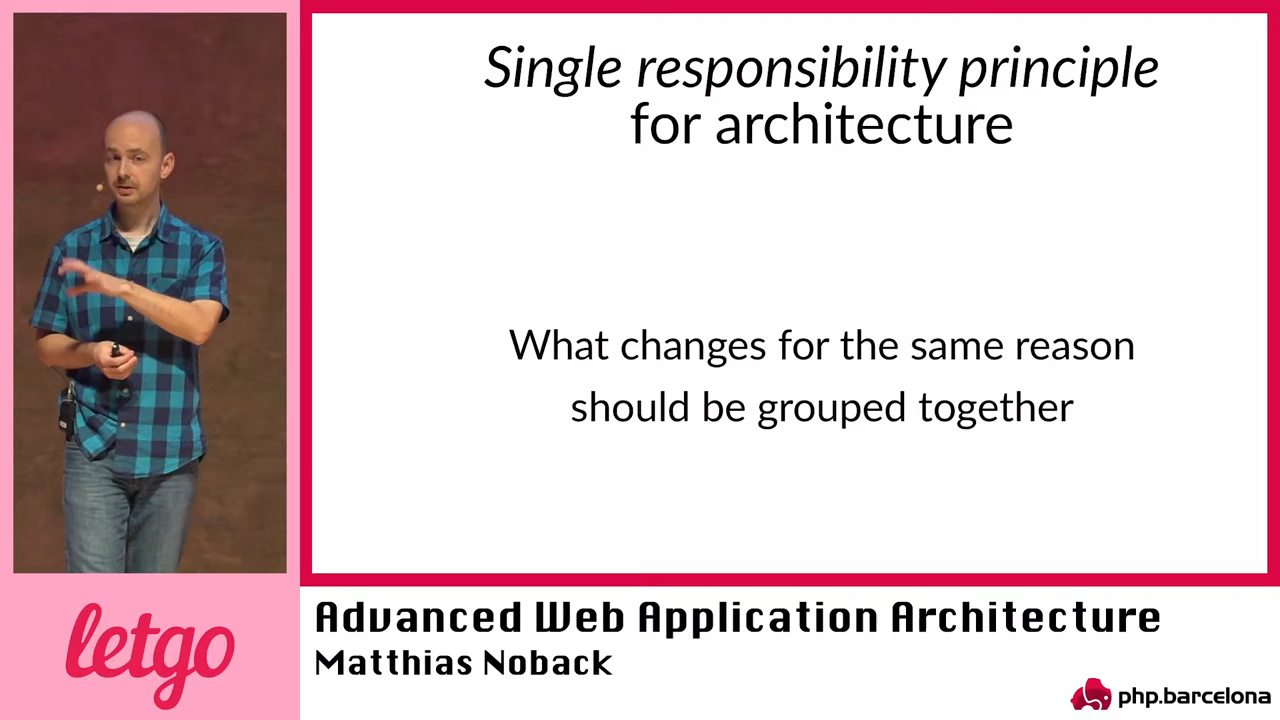 Single responsibility principle
for architecture
What changes for the same reason
should be grouped together
letgo
Advanced Web Application Architecture
Matthias Noback
php.barcelona